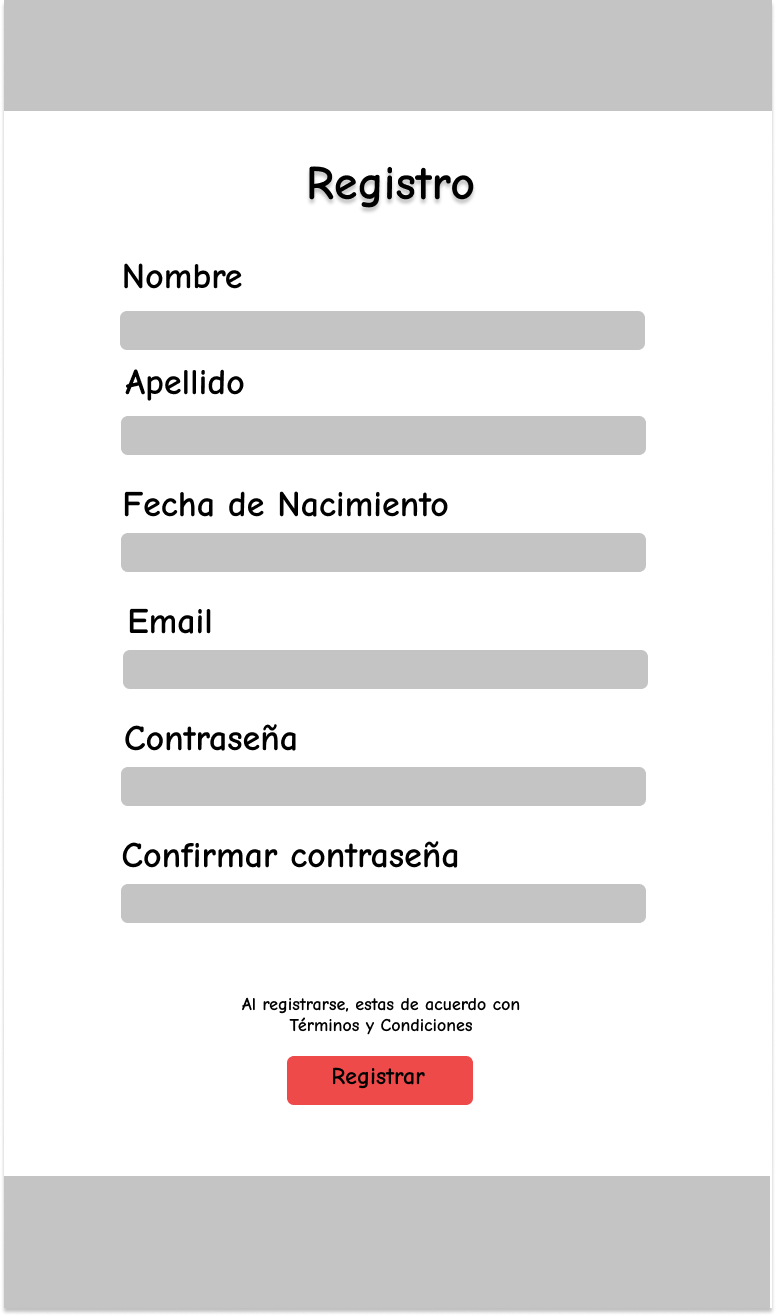 Registro
Nombre
Apellido
Fecha de Nacimiento
Email
Contraseña
Confirmar contraseña
Al registrarse, estas de acuerdo con
Términos y Condiciones
Registrar